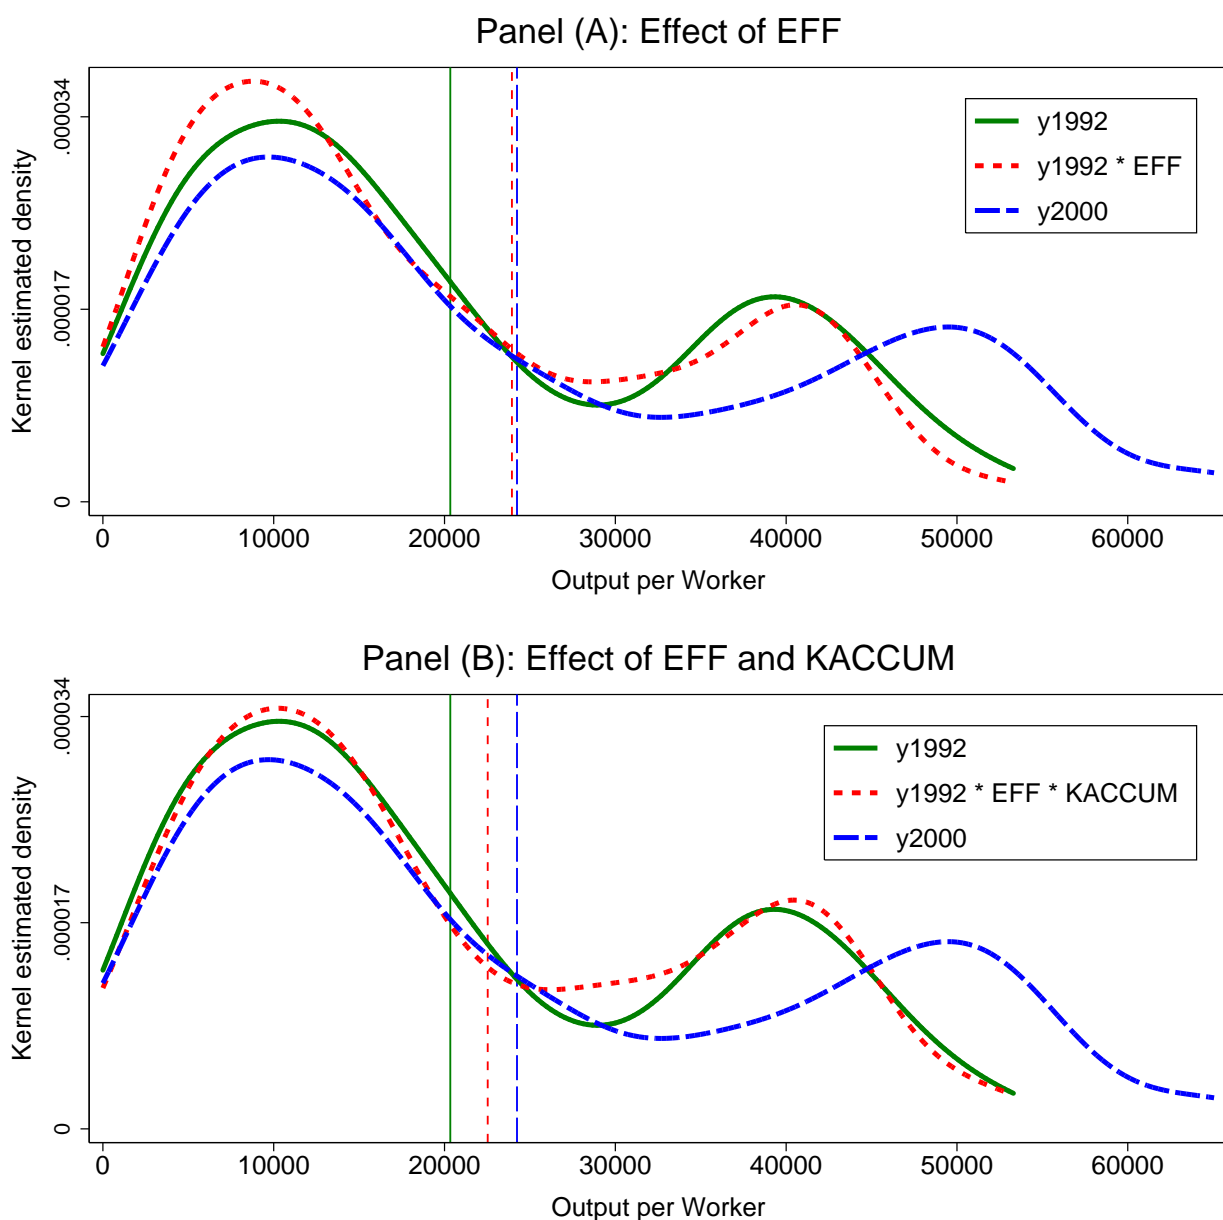 Panel (A): Effect of EFF
Kernel estimated density
.000034
.000017
0
y1992
y1992 * EFF
y2000
0 10000 20000 30000 40000 50000 60000
Output per Worker
Panel (B): Effect of EFF and KACCUM
Kernel estimated density
.000034
.000017
0
y1992
y1992 * EFF * KACCUM
y2000
0 10000 20000 30000 40000 50000 60000
Output per Worker